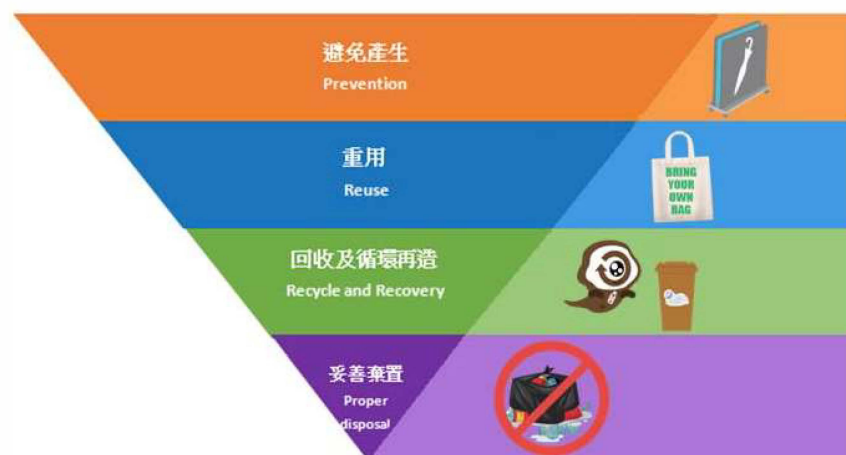 避免產生
Prevention
重用
Reuse
BRING
YOUR
OWN
BAG
回收及循環再造
Recycle and Recovery
妥善棄置
Proper
disposal